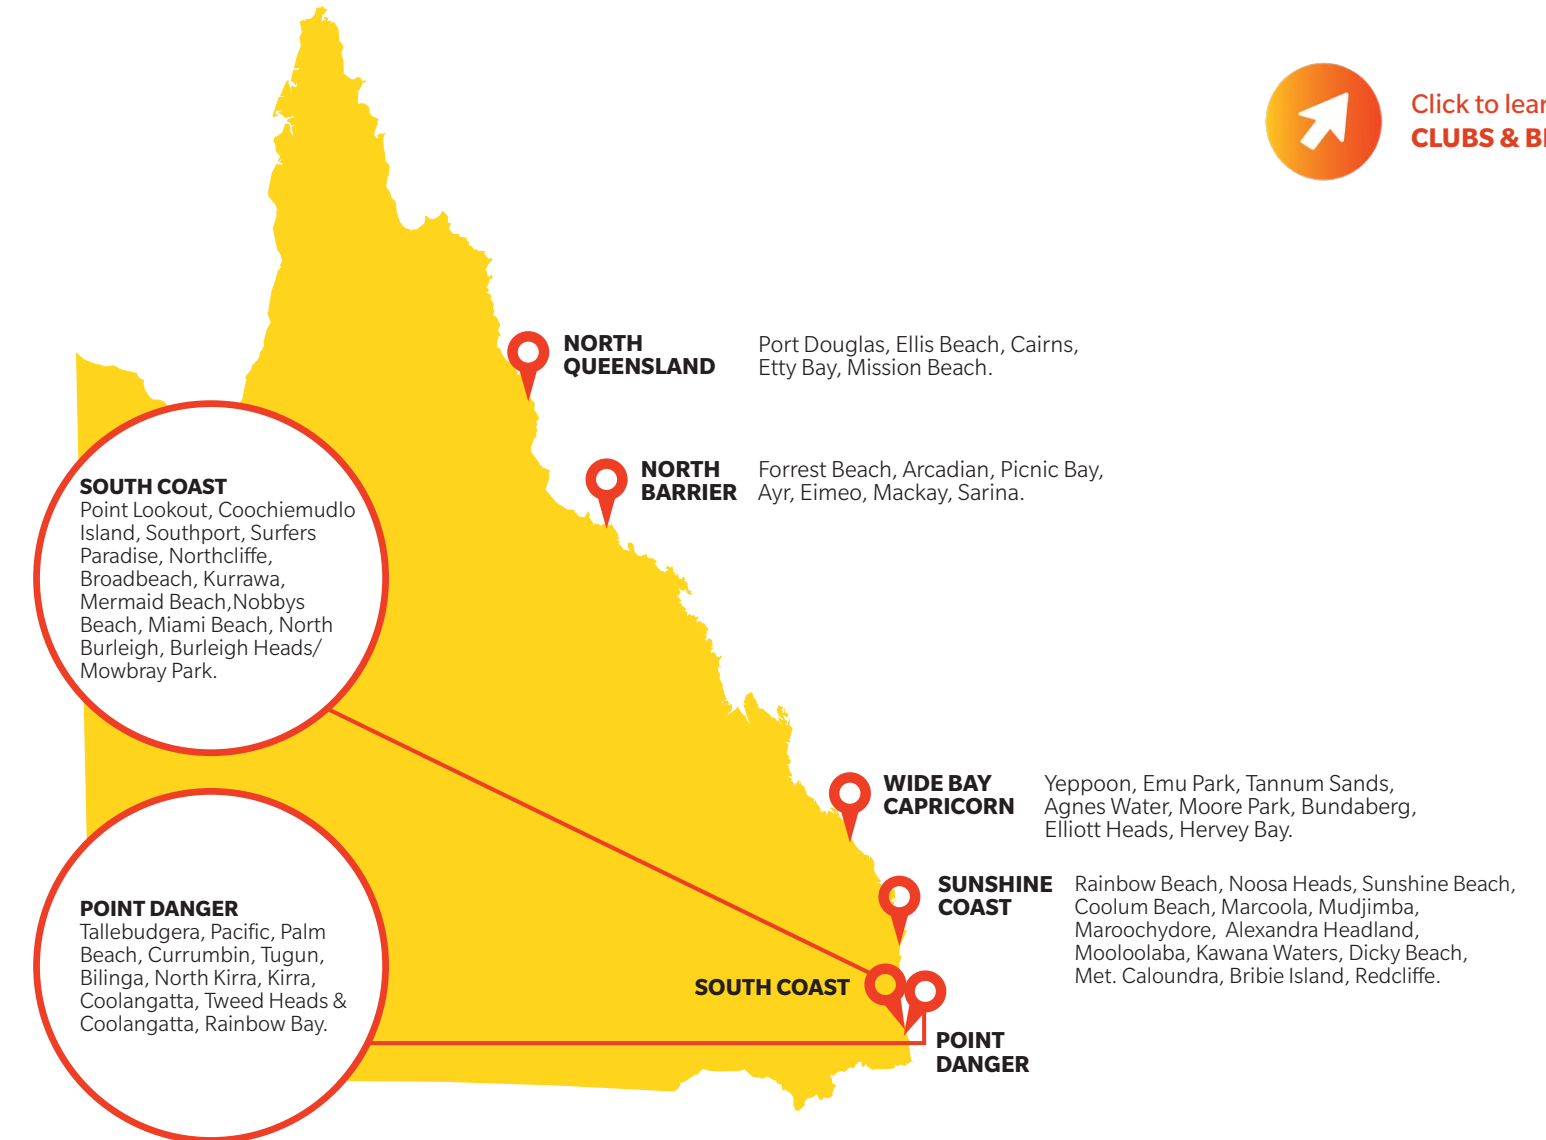 Click to lear
CLUBS & B
NORTH
QUEENSLAND
Port Douglas, Ellis Beach, Cairns,
Etty Bay, Mission Beach.
NORTH
BARRIER
Forrest Beach, Arcadian, Picnic Bay,
Ayr, Eimeo, Mackay, Sarina.
SOUTH COAST
Point Lookout, Coochiemudlo
Island, Southport, Surfers
Paradise, Northcliffe,
Broadbeach, Kurrawa,
Mermaid Beach,Nobbys
Beach, Miami Beach, North
Burleigh, Burleigh Heads/
Mowbray Park.
WIDE BAY
CAPRICORN
Yeppoon, Emu Park, Tannum Sands,
Agnes Water, Moore Park, Bundaberg,
Elliott Heads, Hervey Bay.
SUNSHINE
COAST
Rainbow Beach, Noosa Heads, Sunshine Beach,
Coolum Beach, Marcoola, Mudjimba,
Maroochydore, Alexandra Headland,
Mooloolaba, Kawana Waters, Dicky Beach,
Met. Caloundra, Bribie Island, Redcliffe.
POINT DANGER
Tallebudgera, Pacific, Palm
Beach, Currumbin, Tugun,
Bilinga, North Kirra, Kirra,
Coolangatta, Tweed Heads &
Coolangatta, Rainbow Bay.
SOUTH COAST
POINT
DANGER